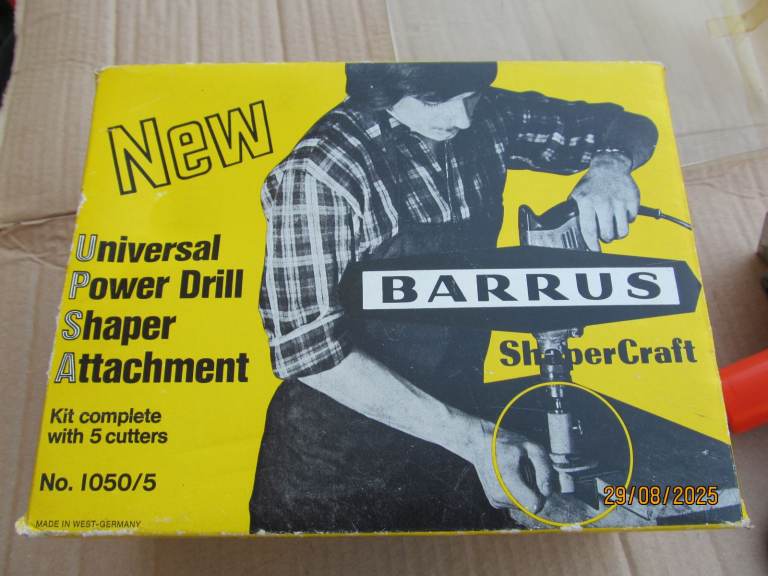 New
Universal
Power Drill
Shaper
Attachment
Kit complete
with 5 cutters
No. 1050/5
MADE IN WEST-GERMANY
BARRUS
ShaperCraft
29/08/2025